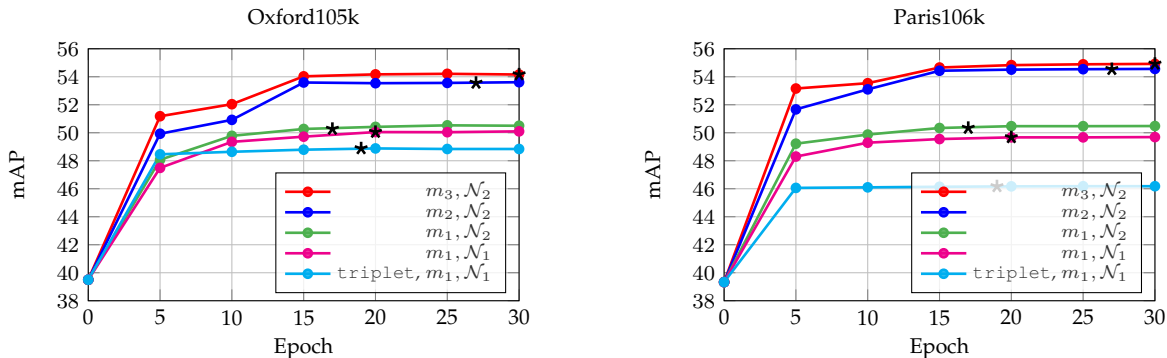 Oxford105k
mAP
56
54
52
50
48
46
44
42
40
38
0 5 10 15 20 25 30
Epoch
m₃, 𝒩₂
m₂, 𝒩₂
m₁, 𝒩₂
m₁, 𝒩₁
triplet, m₁, 𝒩₁
Paris106k
mAP
56
54
52
50
48
46
44
42
40
38
0 5 10 15 20 25 30
Epoch
m₃, 𝒩₂
m₂, 𝒩₂
m₁, 𝒩₂
m₁, 𝒩₁
triplet, m₁, 𝒩₁